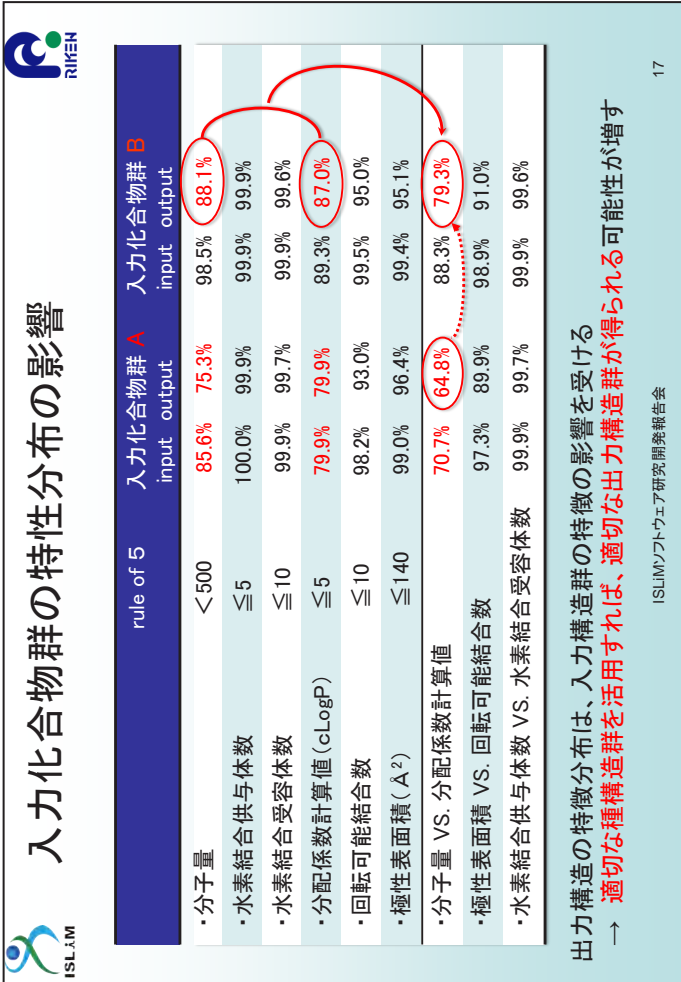 入力化合物群の特性分布の影響
ISLiM
RIKEN
rule of 5 入力化合物群 A 入力化合物群 B
input output input output
・分子量 <500 85.6% 75.3% 98.5% 88.1%
・水素結合供与体数 ≦5 100.0% 99.9% 99.9% 99.9%
・水素結合受容体数 ≦10 99.9% 99.7% 99.9% 99.6%
・分配係数計算値(cLogP) ≦5 79.9% 79.9% 89.3% 87.0%
・回転可能結合数 ≦10 98.2% 93.0% 99.5% 95.0%
・極性表面積(Å²) ≦140 99.0% 96.4% 99.4% 95.1%
・分子量 VS. 分配係数計算値 70.7% 64.8% 88.3% 79.3%
・極性表面積 VS. 回転可能結合数 97.3% 89.9% 98.9% 91.0%
・水素結合供与体数 VS. 水素結合受容体数 99.9% 99.7% 99.9% 99.6%
出力構造の特徴分布は、入力構造群の特徴の影響を受ける
→ 適切な種構造群を活用すれば、適切な出力構造群が得られる可能性が増す
ISLiMソフトウェア研究開発報告会
17